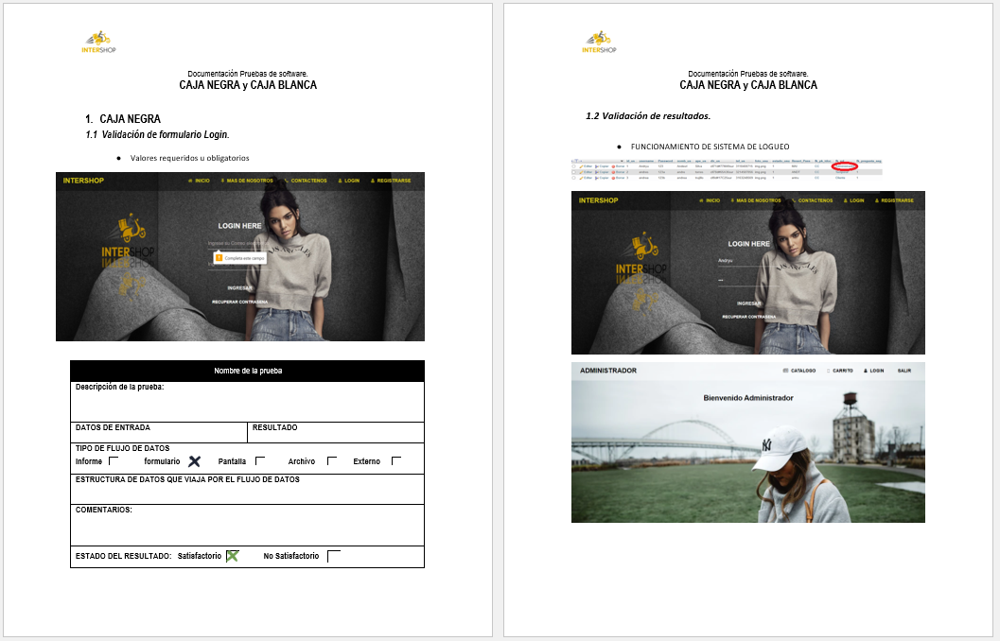 INTERSHOP
Documentación Pruebas de software.
CAJA NEGRA y CAJA BLANCA
1. CAJA NEGRA
1.1 Validación de formulario Login.
● Valores requeridos u obligatorios
INTERSHOP
INICIO MAS DE NOSOTROS CONTACTENOS LOGIN REGISTRARSE
INTERSHOP
LOGIN HERE
Ingrese su Correo
Completa este campo
INGRESAR
RECUPERAR CONTRASENA
Nombre de la prueba
Descripción de la prueba:
DATOS DE ENTRADA RESULTADO
TIPO DE FLUJO DE DATOS
Informe formulario Pantalla Archivo Externo
ESTRUCTURA DE DATOS QUE VIAJA POR EL FLUJO DE DATOS
COMENTARIOS:
ESTADO DEL RESULTADO: Satisfactorio No Satisfactorio
INTERSHOP
Documentación Pruebas de software.
CAJA NEGRA y CAJA BLANCA
1.2 Validación de resultados.
● FUNCIONAMIENTO DE SISTEMA DE LOGUEO
INTERSHOP
INICIO MAS DE NOSOTROS CONTACTENOS LOGIN REGISTRARSE
INTERSHOP
LOGIN HERE
Andryu
INGRESAR
RECUPERAR CONTRASENA
ADMINISTRADOR
CATALOGO CARRITO LOGIN SALIR
Bienvenido Administrador